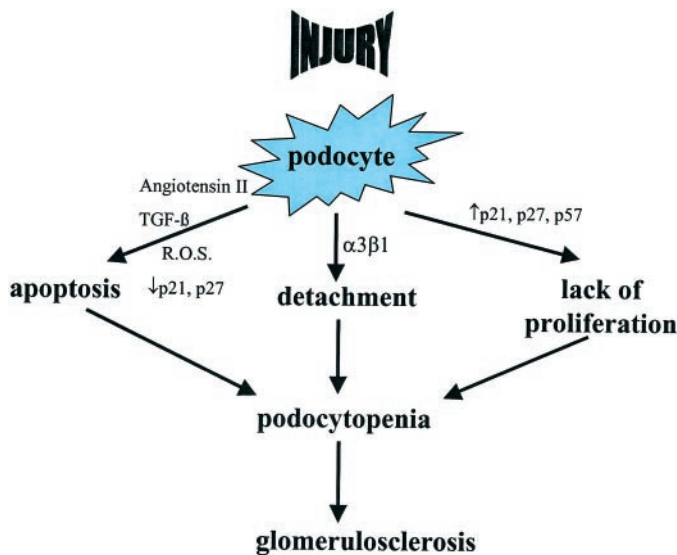 INJURY
podocyte
Angiotensin II
TGF-ß
R.O.S.
↓p21, p27
α3β1
↑p21, p27, p57
apoptosis
detachment
lack of
proliferation
podocytopenia
glomerulosclerosis